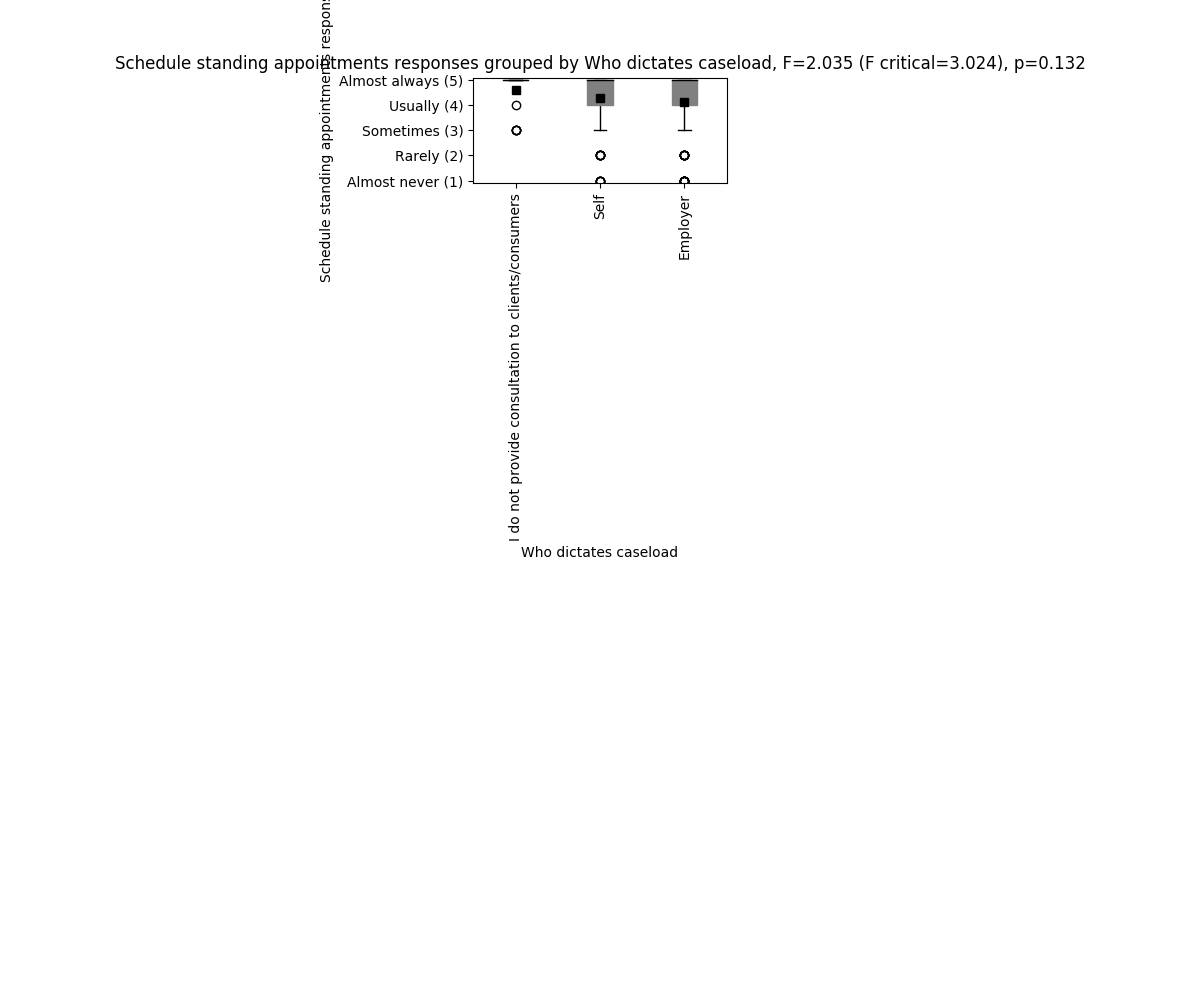 Schedule standing appointments responses grouped by Who dictates caseload, F=2.035 (F critical=3.024), p=0.132
Schedule standing appointments
Almost always (5)
Usually (4)
Sometimes (3)
Rarely (2)
Almost never (1)
I do not provide consultation to clients/consumers
Self
Employer
Who dictates caseload